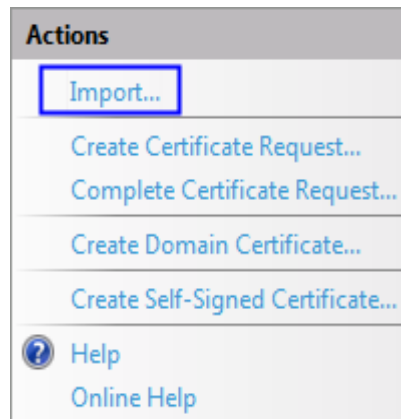 Actions
Import...
Create Certificate Request...
Complete Certificate Request...
Create Domain Certificate...
Create Self-Signed Certificate...
Help
Online Help